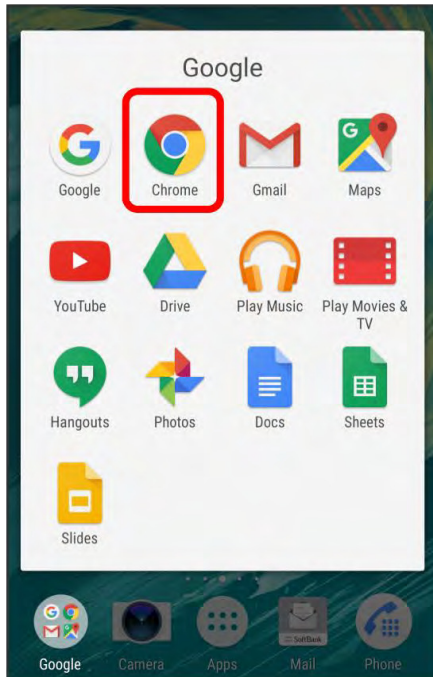 Google
Google Chrome Gmail Maps
YouTube Drive Play Music Play Movies &
TV
Hangouts Photos Docs Sheets
Slides
SoftBank
Google Camera Apps Mail Phone